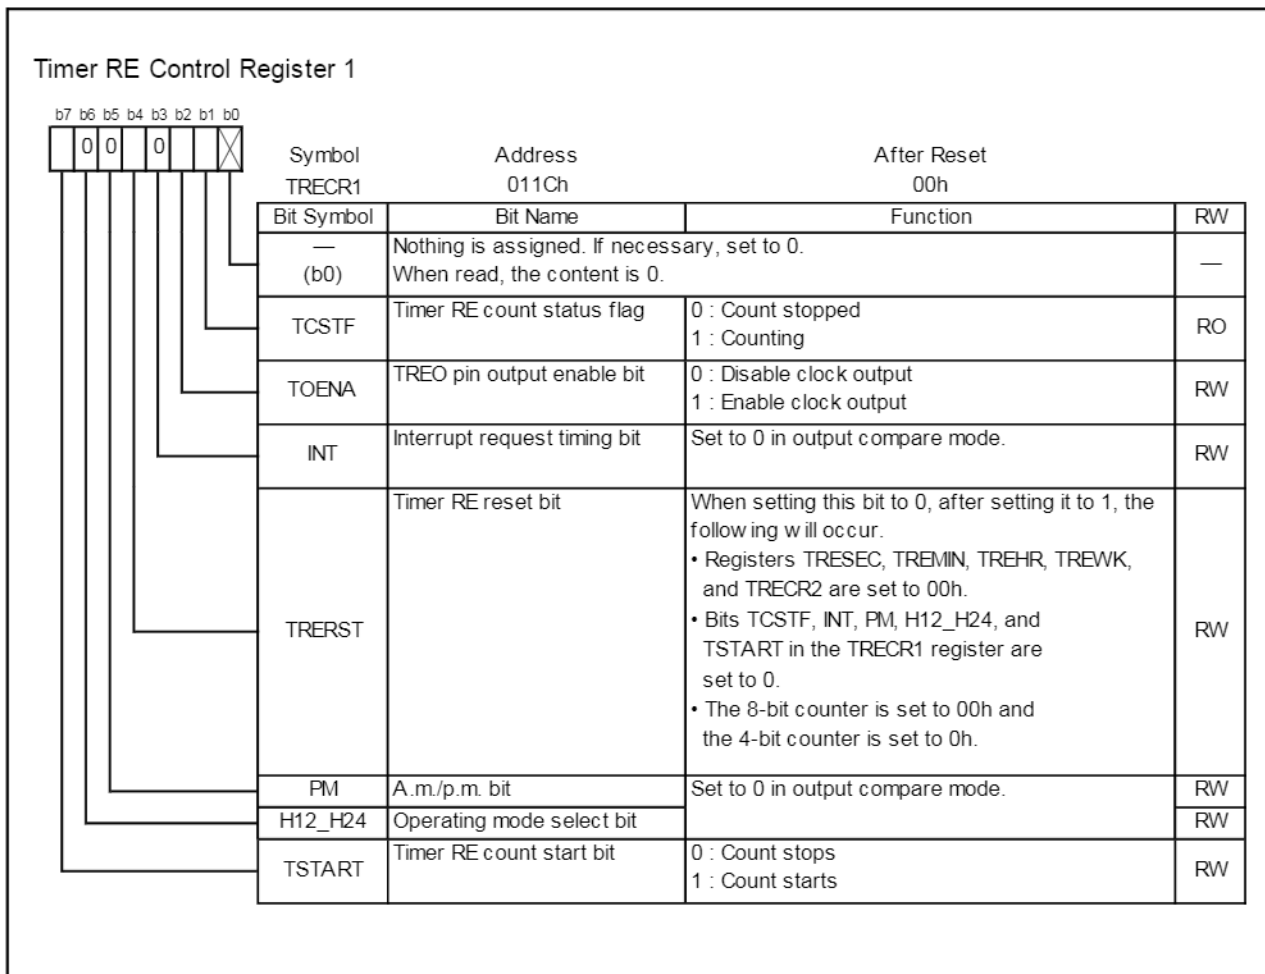 Timer RE Control Register 1
b7 b6 b5 b4 b3 b2 b1 b0
0 0 0
Symbol Address After Reset
TRECR1 011Ch 00h
Bit Symbol Bit Name Function RW
— Nothing is assigned. If necessary, set to 0.
(b0) When read, the content is 0. —
TCSTF Timer RE count status flag 0 : Count stopped RO
1 : Counting
TOENA TREO pin output enable bit 0 : Disable clock output RW
1 : Enable clock output
INT Interrupt request timing bit Set to 0 in output compare mode. RW
TRERST Timer RE reset bit When setting this bit to 0, after setting it to 1, the RW
following will occur.
• Registers TRESEC, TREMIN, TREHR, TREWK,
and TRECR2 are set to 00h.
• Bits TCSTF, INT, PM, H12_H24, and
TSTART in the TRECR1 register are
set to 0.
• The 8-bit counter is set to 00h and
the 4-bit counter is set to 0h.
PM A.m./p.m. bit Set to 0 in output compare mode. RW
H12_H24 Operating mode select bit RW
TSTART Timer RE count start bit 0 : Count stops RW
1 : Count starts